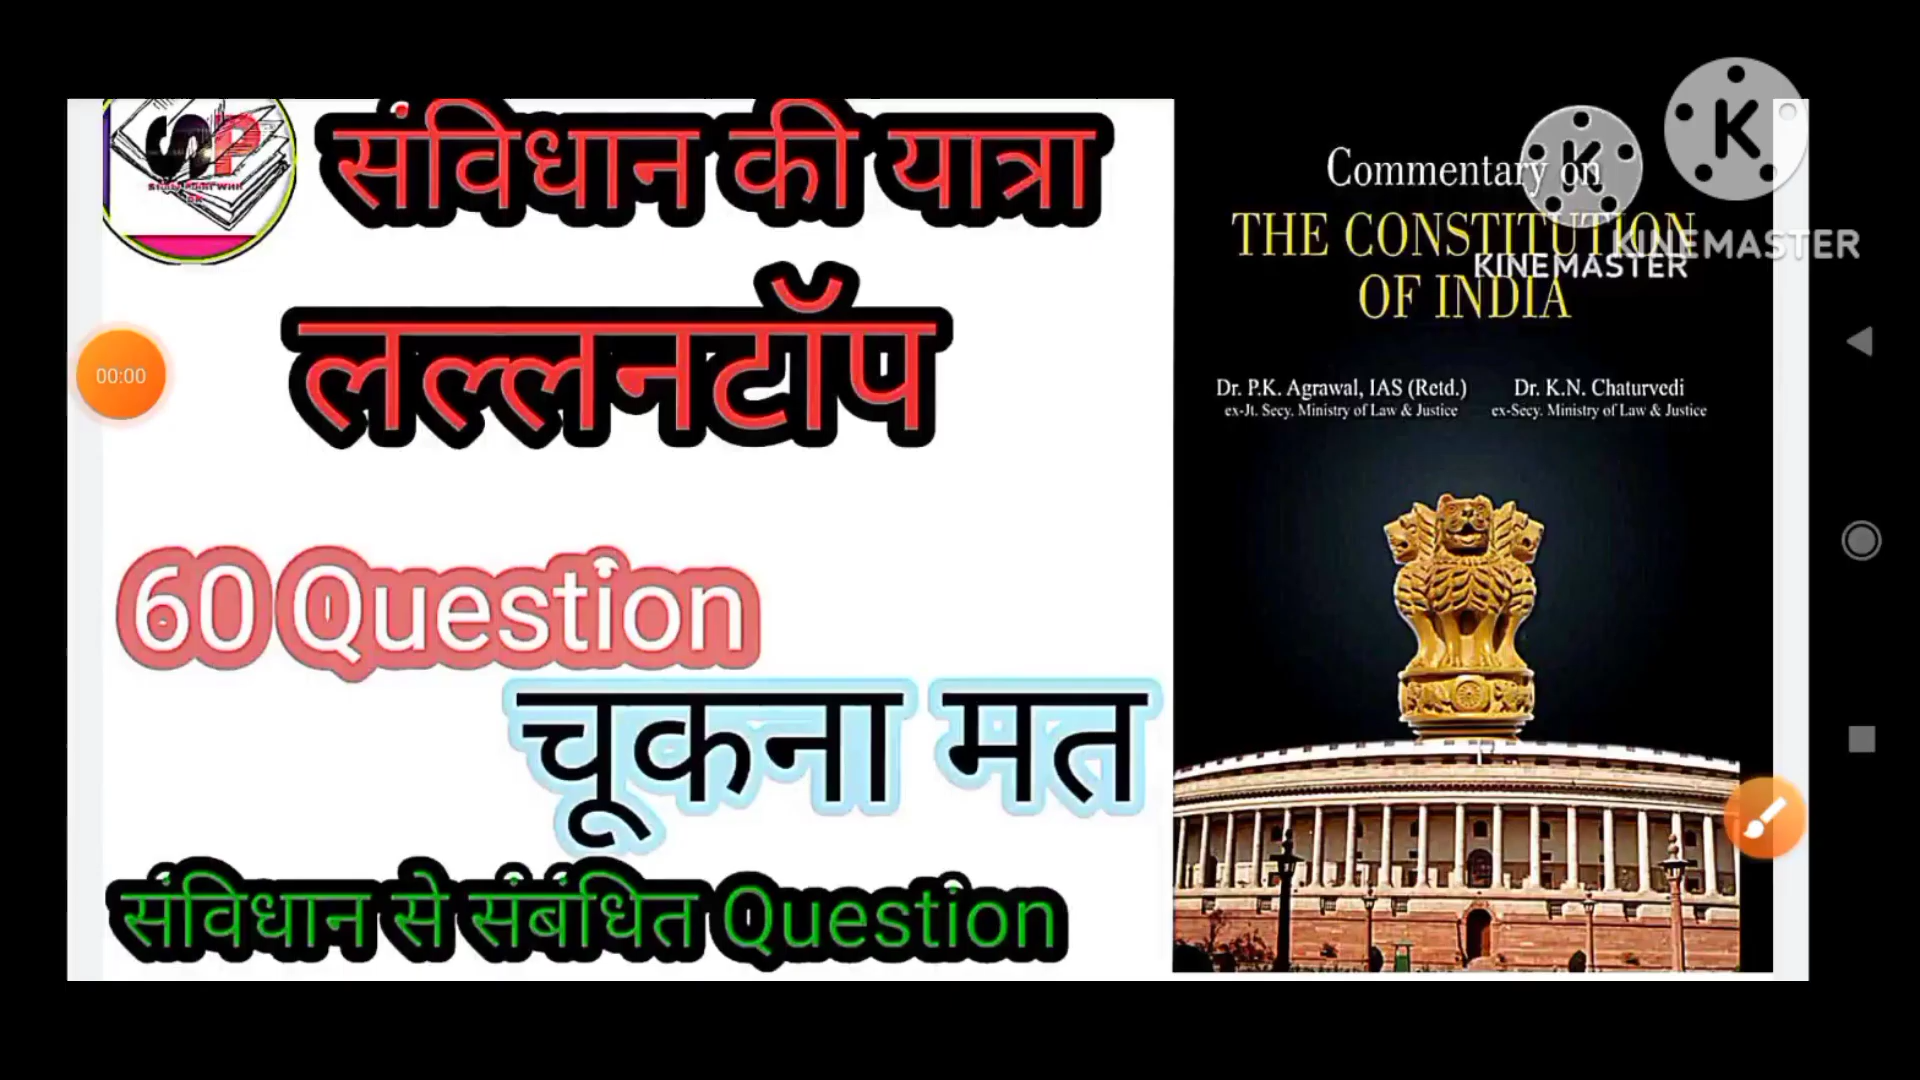 SP
संविधान की यात्रा
लल्लनटॉप
00:00
60 Question
चूकना मत
संविधान से संबंधित Question
Commentary on
THE CONSTITUTION
OF INDIA
Dr. P.K. Agrawal, IAS (Retd.)
ex-Jt. Secy. Ministry of Law & Justice
Dr. K.N. Chaturvedi
ex-Secy. Ministry of Law & Justice
K
KINEMASTER
K
KINEMASTER